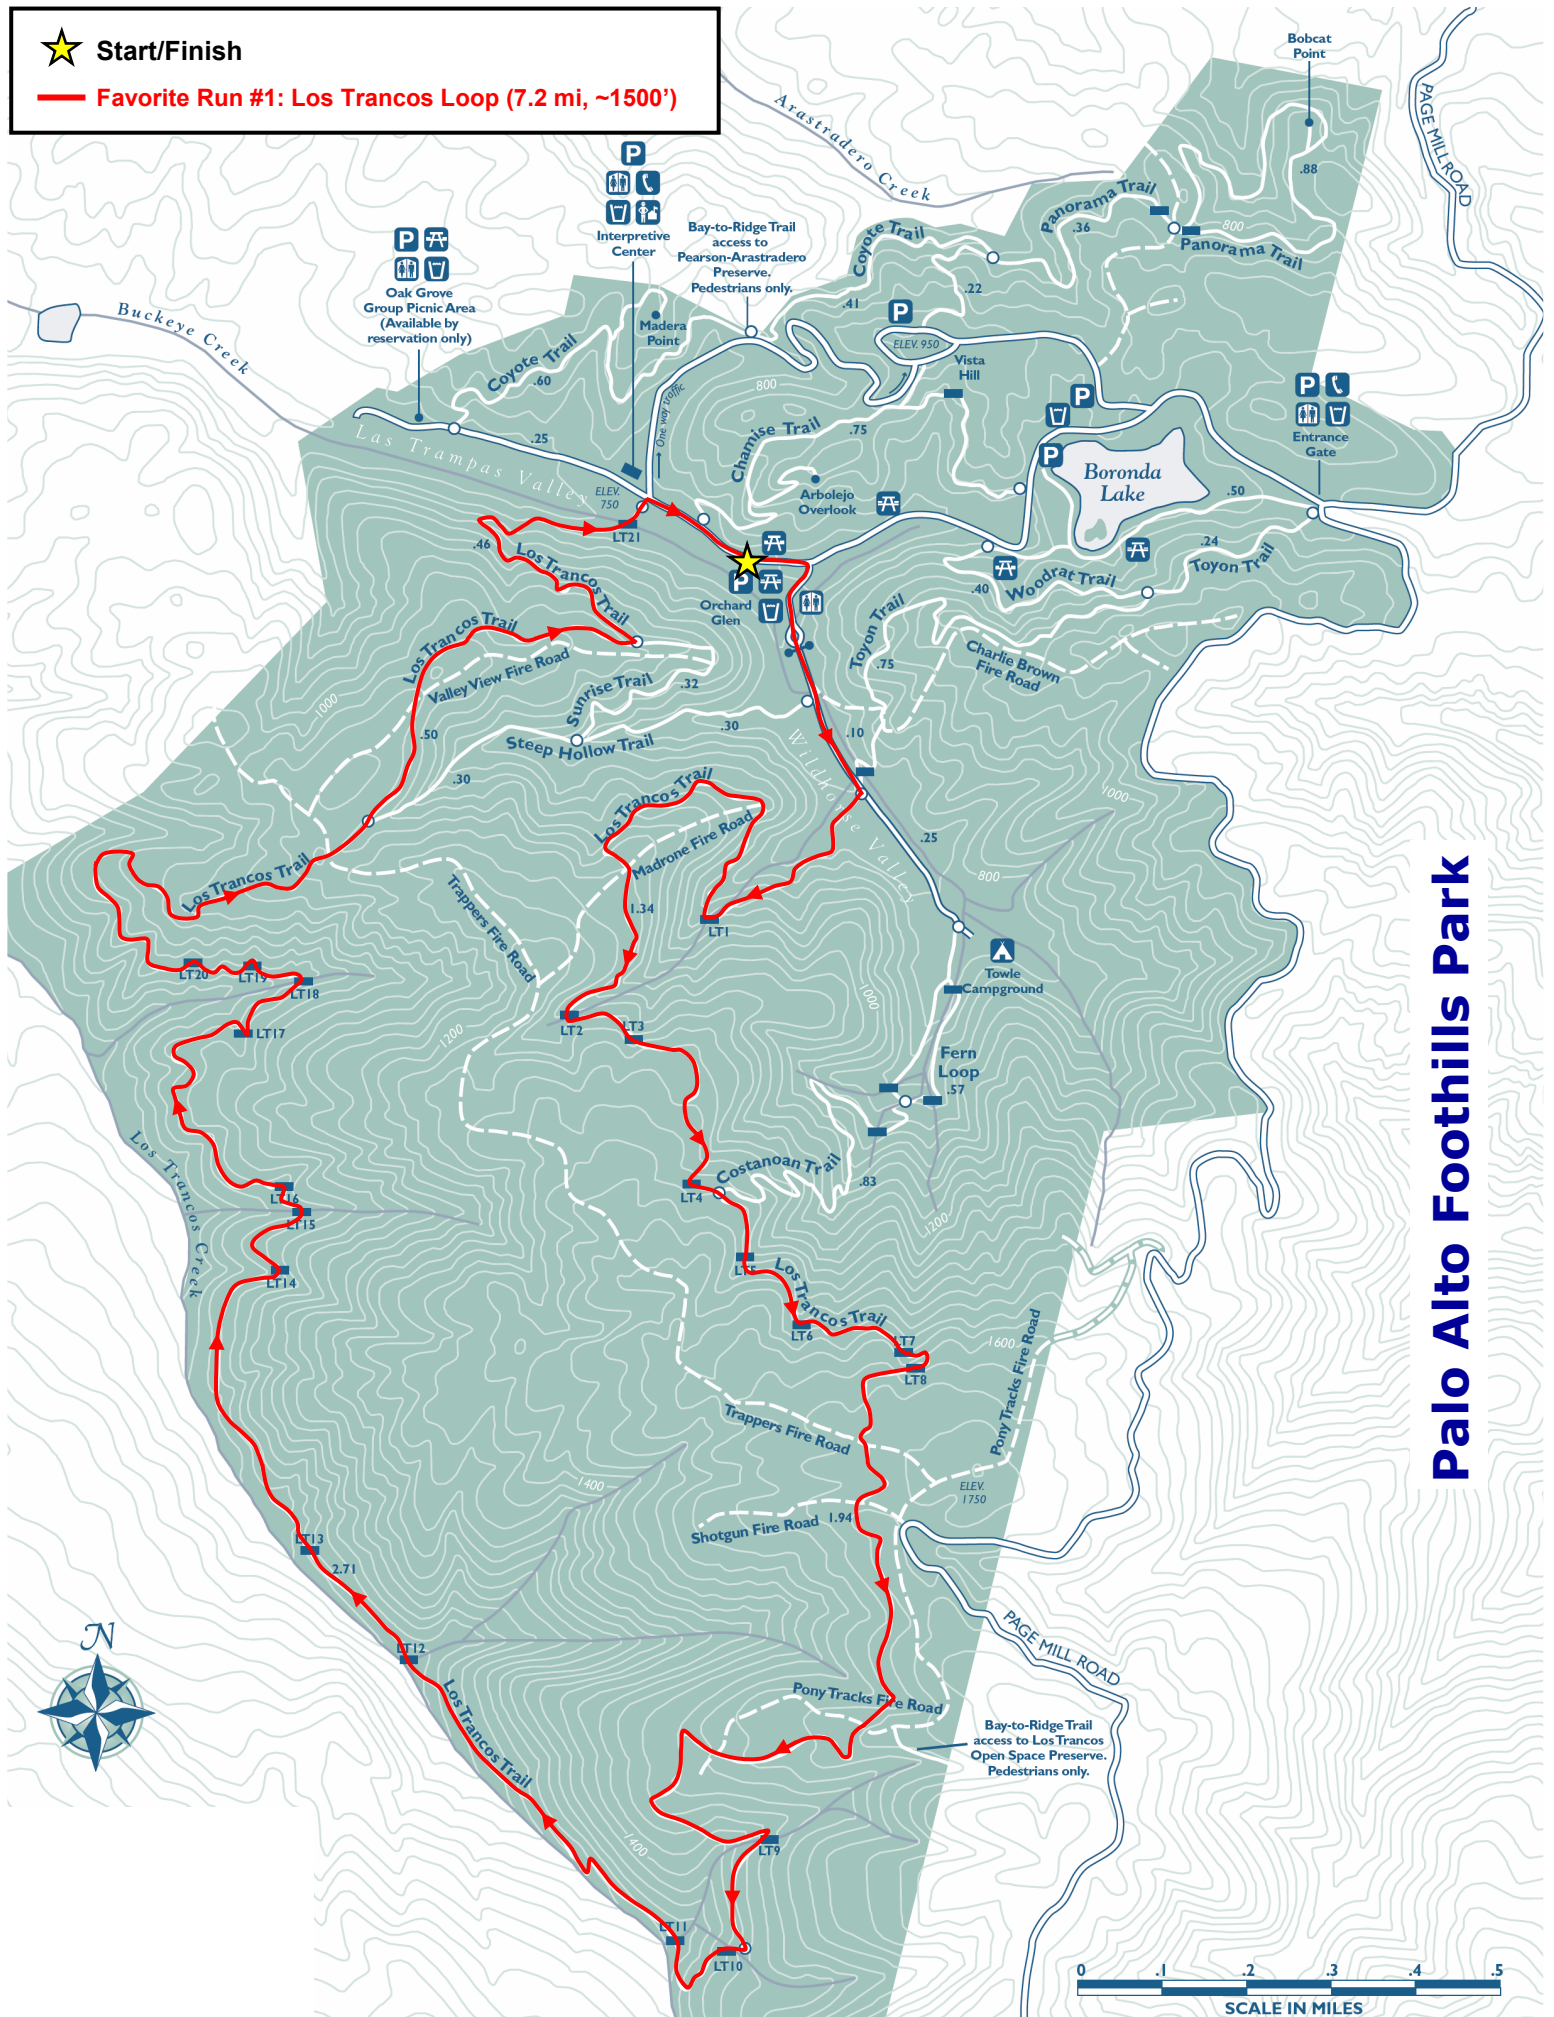 Start/Finish
Favorite Run #1: Los Trancos Loop (7.2 mi, ~1500')
Bobcat
Point
PAGE MILL ROAD
Arastradero Creek
P
Interpretive
Center
Bay-to-Ridge Trail
access to
Pearson-Arastradero
Preserve.
Pedestrians only.
Coyote Trail
Panorama Trail
.36
.88
800
Panorama Trail
P
Oak Grove
Group Picnic Area
(Available by
reservation only)
Buckeye Creek
Madera
Point
.41
.22
P
ELEV. 950
Vista
Hill
Coyote Trail
.60
One way traffic
800
P
P
Entrance
Gate
P
P
Boronda
Lake
.25
Las Trampas Valley
ELEV.
750
Chamise Trail
.75
Arbolejo
Overlook
.50
LT21
.46
Los Trancos Trail
P
Orchard
Glen
.24
Toyon Trail
Woodrat Trail
.40
Toyon Trail
.75
Charlie Brown
Fire Road
Los Trancos Trail
Valley View Fire Road
1000
.50
Sunrise Trail
.32
.30
Steep Hollow Trail
.30
.10
Wildhorse Valley
1000
Los Trancos Trail
Madrone Fire Road
.25
800
Los Trancos Trail
Trappers Fire Road
1.34
LT1
LT20
LT19
LT18
LT17
1200
LT2
LT3
1000
Towle
Campground
Fern
Loop
.57
Los Trancos Creek
LT16
LT15
LT14
LT4
Costanoan Trail
.83
1200
LT5
Los Trancos Trail
LT6
LT7
LT8
1600
Pony Tracks Fire Road
Trappers Fire Road
ELEV.
1750
1400
Shotgun Fire Road
1.94
LT13
2.71
PAGE MILL ROAD
N
LT12
Los Trancos Trail
Pony Tracks Fire Road
Bay-to-Ridge Trail
access to Los Trancos
Open Space Preserve.
Pedestrians only.
1400
LT9
LT11
LT10
0 .1 .2 .3 .4 .5
SCALE IN MILES
Palo Alto Foothills Park